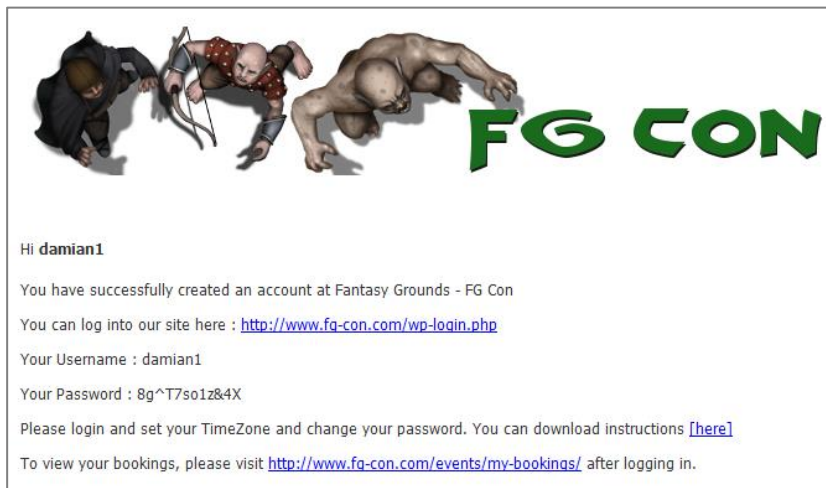 FG CON
Hi damian1
You have successfully created an account at Fantasy Grounds - FG Con
You can log into our site here : http://www.fg-con.com/wp-login.php
Your Username : damian1
Your Password : 8g^T7so1z&4X
Please login and set your TimeZone and change your password. You can download instructions [here]
To view your bookings, please visit http://www.fg-con.com/events/my-bookings/ after logging in.